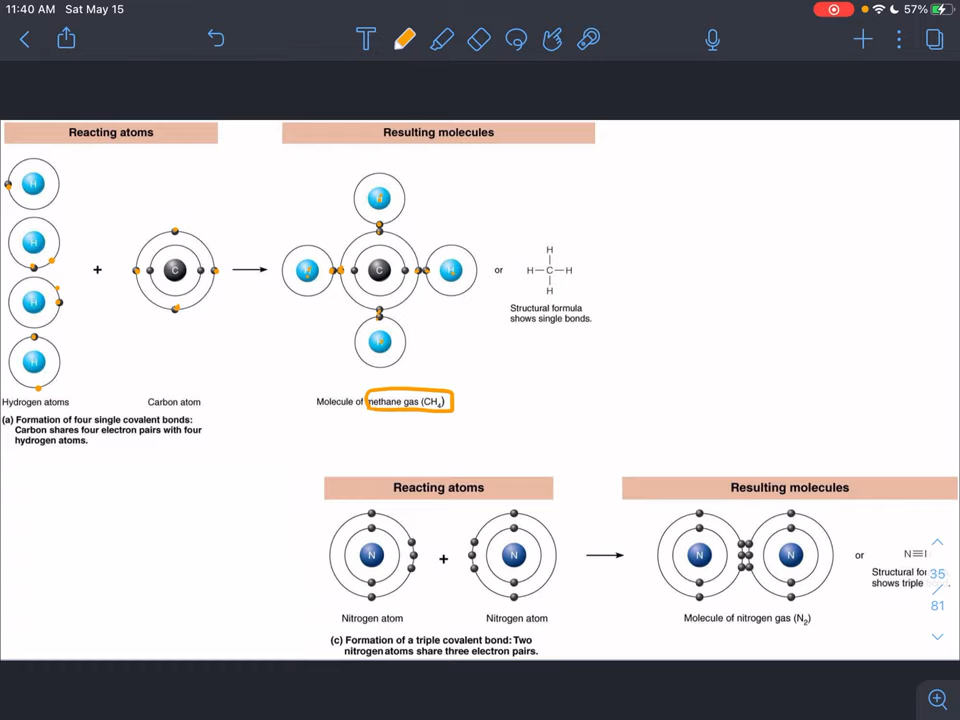 11:40 AM Sat May 15
57%
T
Reacting atoms
Resulting molecules
H
H
H
H
+
C
H
H
C
H
H
or
H
H—C—H
H
Structural formula
shows single bonds.
Hydrogen atoms
Carbon atom
Molecule of methane gas (CH4)
(a) Formation of four single covalent bonds:
Carbon shares four electron pairs with four
hydrogen atoms.
Reacting atoms
Resulting molecules
N
+
N
N
N
or
N≡
Structural
shows triple
35
81
Nitrogen atom
Nitrogen atom
Molecule of nitrogen gas (N2)
(c) Formation of a triple covalent bond: Two
nitrogen atoms share three electron pairs.